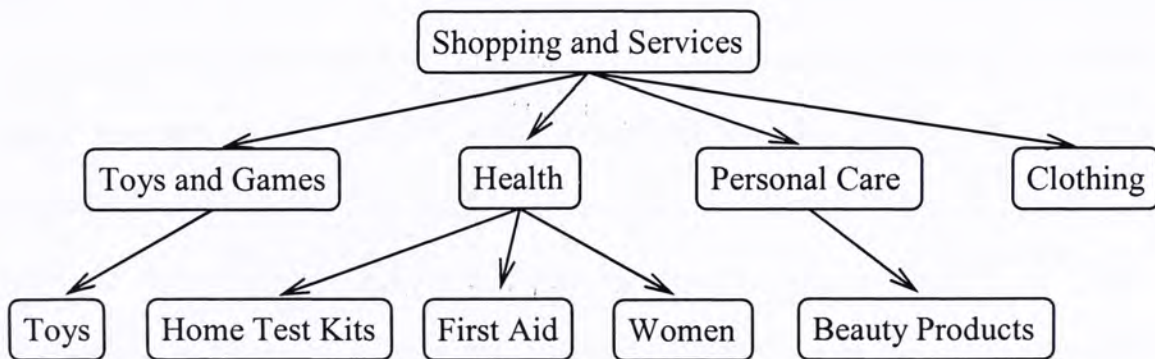 Shopping and Services
Toys and Games
Health
Personal Care
Clothing
Toys
Home Test Kits
First Aid
Women
Beauty Products